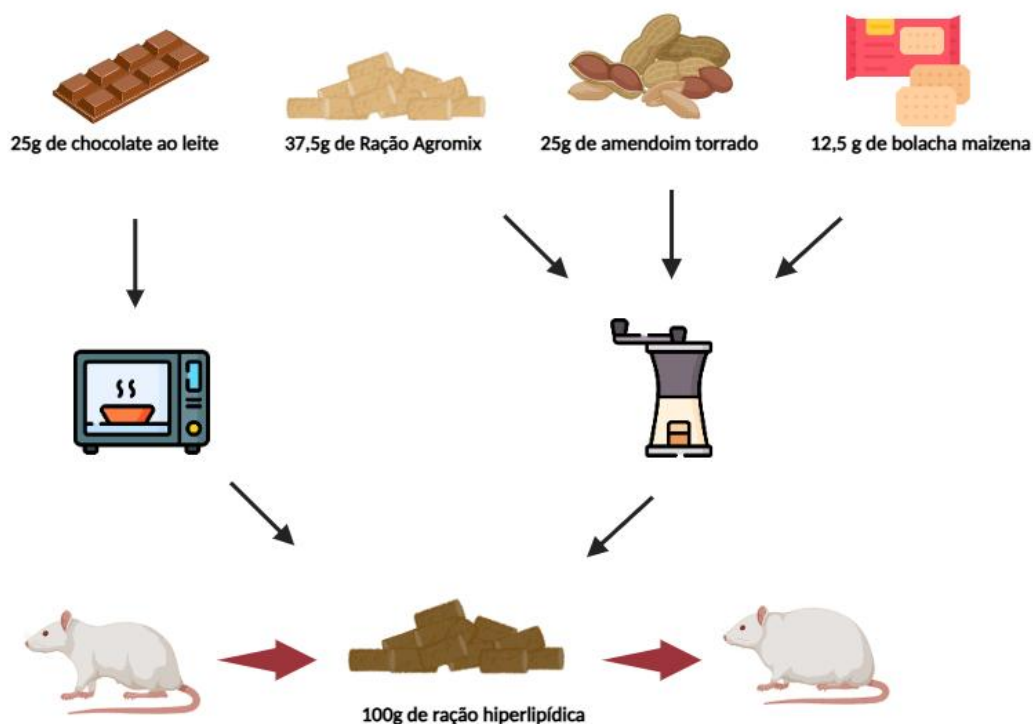 25g de chocolate ao leite
37,5g de Ração Agromix
25g de amendoim torrado
12,5 g de bolacha maizena
100g de ração hiperlipídica